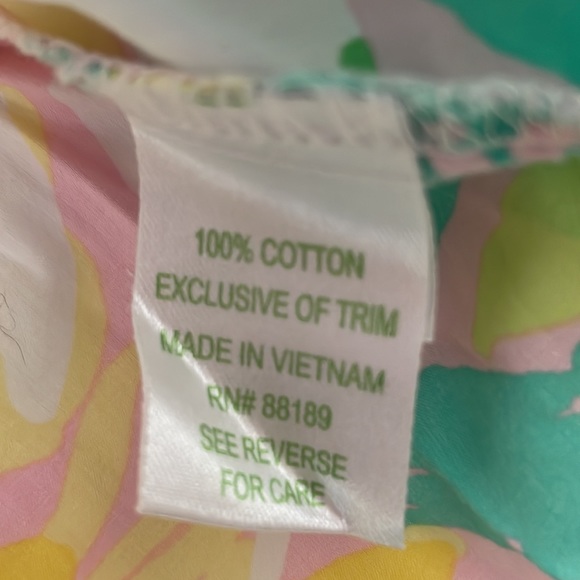 100% COTTON
EXCLUSIVE OF TRIM
MADE IN VIETNAM
RN# 88189
SEE REVERSE
FOR CARE